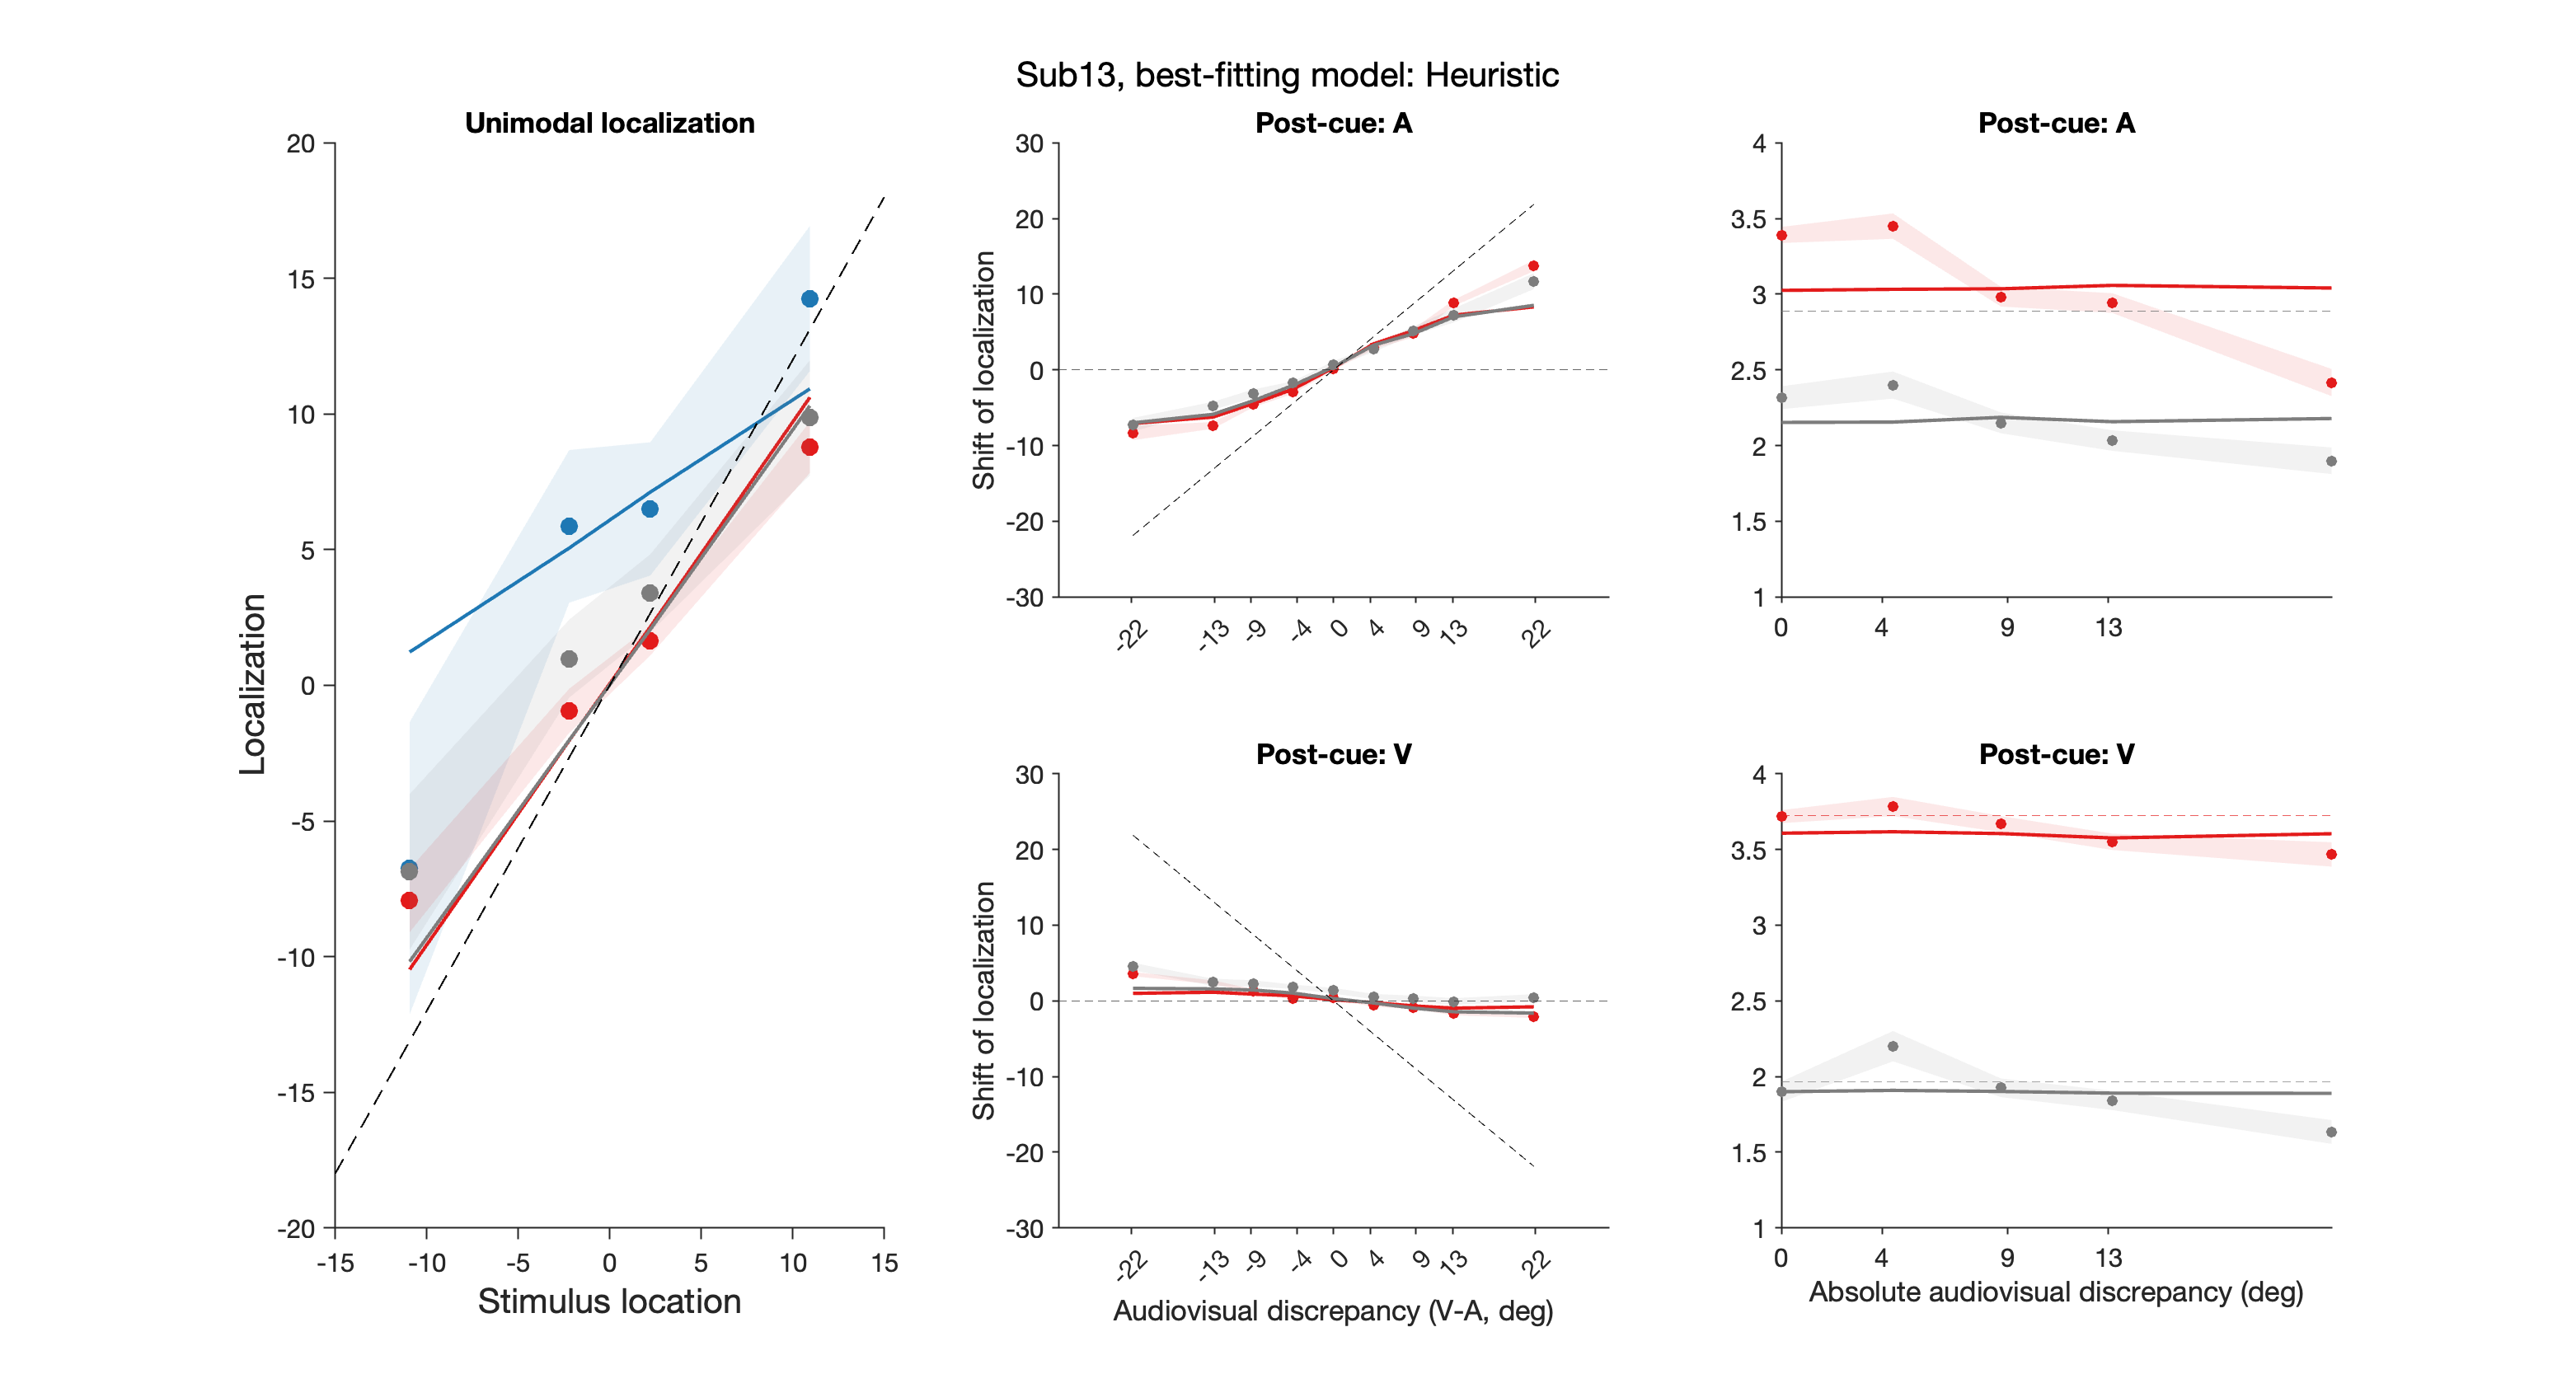 Sub13, best-fitting model: Heuristic
Unimodal localization
20
15
10
5
0
-5
-10
-15
-20
Localization
-15 -10 -5 0 5 10 15
Stimulus location
Post-cue: A
30
20
10
0
-10
-20
-30
Shift of localization
-22 -13 -9 -4 0 4 9 13 22
Post-cue: A
4
3.5
3
2.5
2
1.5
1
0 4 9 13
Post-cue: V
30
20
10
0
-10
-20
-30
Shift of localization
-22 -13 -9 -4 0 4 9 13 22
Audiovisual discrepancy (V-A, deg)
Post-cue: V
4
3.5
3
2.5
2
1.5
1
0 4 9 13
Absolute audiovisual discrepancy (deg)